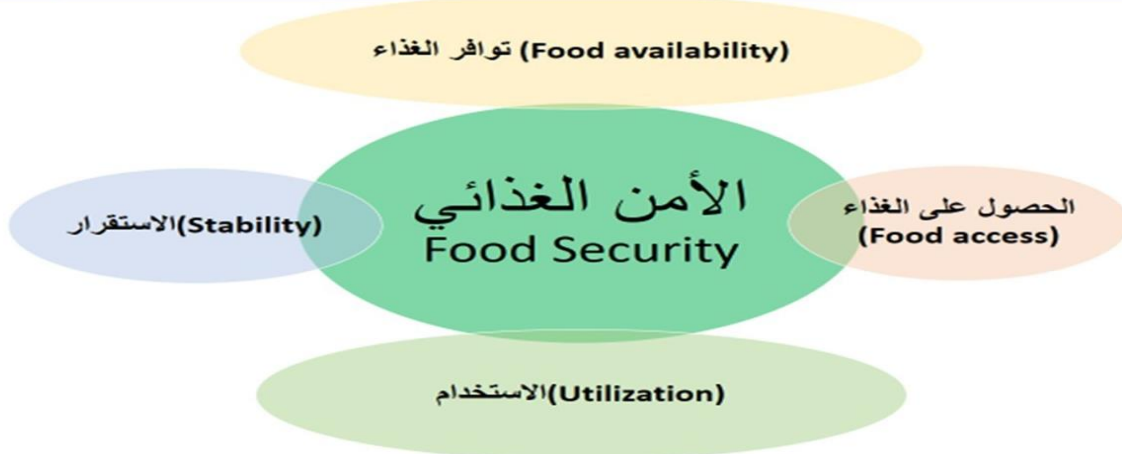 توافر الغذاء (Food availability)
الأمن الغذائي
Food Security
الحصول على الغذاء
(Food access)
الاستقرار(Stability)
الاستخدام(Utilization)